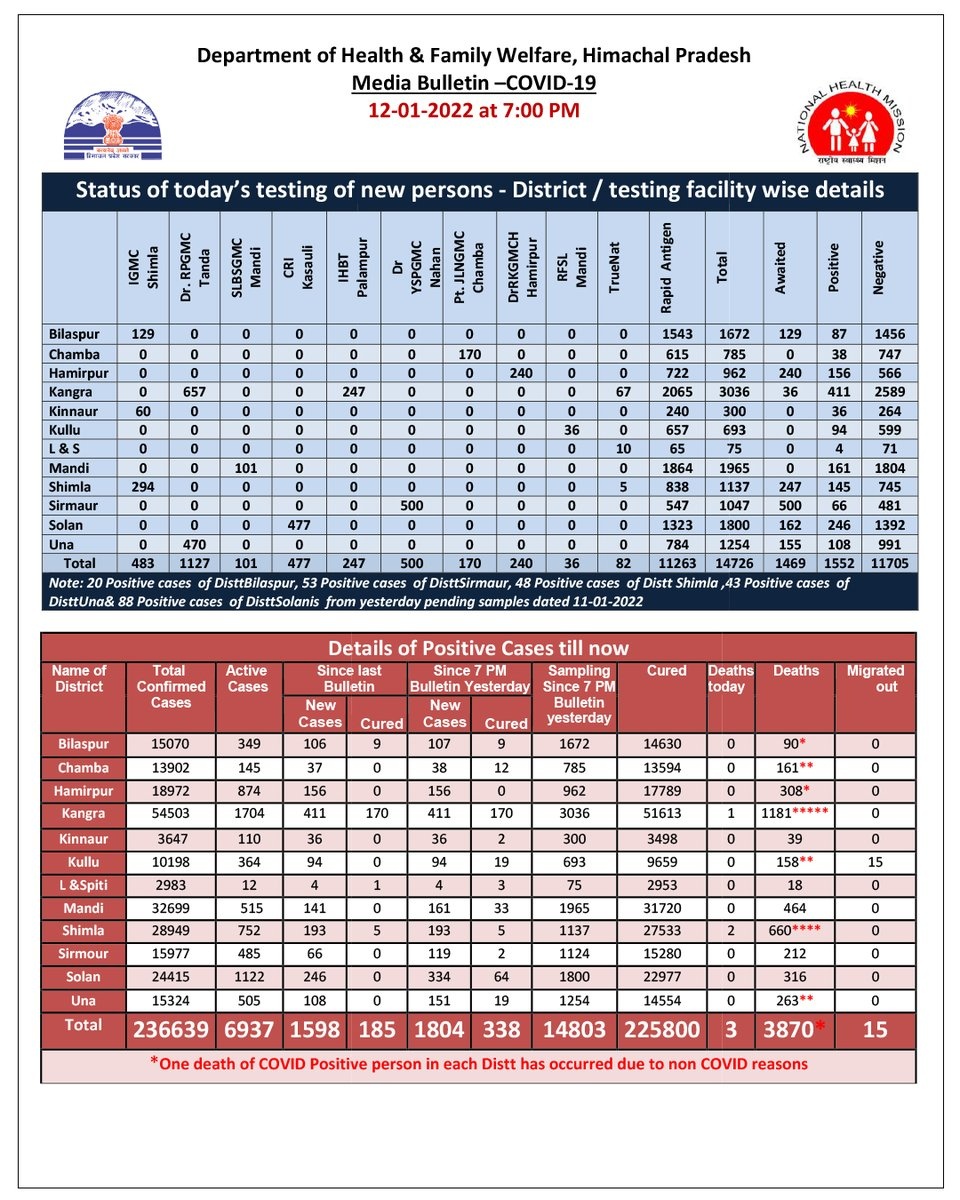 Department of Health & Family Welfare, Himachal Pradesh
Media Bulletin –COVID-19
12-01-2022 at 7:00 PM
हिमाचल प्रदेश सरकार
NATIONAL HEALTH MISSION
राष्ट्रीय स्वास्थ्य मिशन
Status of today’s testing of new persons - District / testing facility wise details
IGMC Shimla Dr. RPGMC Tanda SLBSGMC Mandi CRI Kasauli IHBT Palampur Dr YSPGMC Nahan Pt. JLNGMC Chamba DrRKGMCH Hamirpur RFSL Mandi TrueNat Rapid Antigen Total Awaited Positive Negative
Bilaspur 129 0 0 0 0 0 0 0 0 0 1543 1672 129 87 1456
Chamba 0 0 0 0 0 0 170 0 0 0 615 785 0 38 747
Hamirpur 0 0 0 0 0 0 0 240 0 0 722 962 240 156 566
Kangra 0 657 0 0 247 0 0 0 0 67 2065 3036 36 411 2589
Kinnaur 60 0 0 0 0 0 0 0 0 0 240 300 0 36 264
Kullu 0 0 0 0 0 0 0 0 36 0 657 693 0 94 599
L & S 0 0 0 0 0 0 0 0 0 10 65 75 0 4 71
Mandi 0 0 101 0 0 0 0 0 0 0 1864 1965 0 161 1804
Shimla 294 0 0 0 0 0 0 0 0 5 838 1137 247 145 745
Sirmaur 0 0 0 0 0 500 0 0 0 0 547 1047 500 66 481
Solan 0 0 0 477 0 0 0 0 0 0 1323 1800 162 246 1392
Una 0 470 0 0 0 0 0 0 0 0 784 1254 155 108 991
Total 483 1127 101 477 247 500 170 240 36 82 11263 14726 1469 1552 11705
Note: 20 Positive cases of DisttBilaspur, 53 Positive cases of DisttSirmaur, 48 Positive cases of Distt Shimla ,43 Positive cases of
DisttUna& 88 Positive cases of DisttSolanis from yesterday pending samples dated 11-01-2022
Details of Positive Cases till now
Name of District Total Confirmed Cases Active Cases Since last Bulletin Since 7 PM Bulletin Yesterday Sampling Since 7 PM Bulletin yesterday Cured Deaths today Deaths Migrated out
New Cases Cured New Cases Cured
Bilaspur 15070 349 106 9 107 9 1672 14630 0 90* 0
Chamba 13902 145 37 0 38 12 785 13594 0 161** 0
Hamirpur 18972 874 156 0 156 0 962 17789 0 308* 0
Kangra 54503 1704 411 170 411 170 3036 51613 1 1181***** 0
Kinnaur 3647 110 36 0 36 2 300 3498 0 39 0
Kullu 10198 364 94 0 94 19 693 9659 0 158** 15
L &Spiti 2983 12 4 1 4 3 75 2953 0 18 0
Mandi 32699 515 141 0 161 33 1965 31720 0 464 0
Shimla 28949 752 193 5 193 5 1137 27533 2 660**** 0
Sirmour 15977 485 66 0 119 2 1124 15280 0 212 0
Solan 24415 1122 246 0 334 64 1800 22977 0 316 0
Una 15324 505 108 0 151 19 1254 14554 0 263** 0
Total 236639 6937 1598 185 1804 338 14803 225800 3 3870* 15
*One death of COVID Positive person in each Distt has occurred due to non COVID reasons